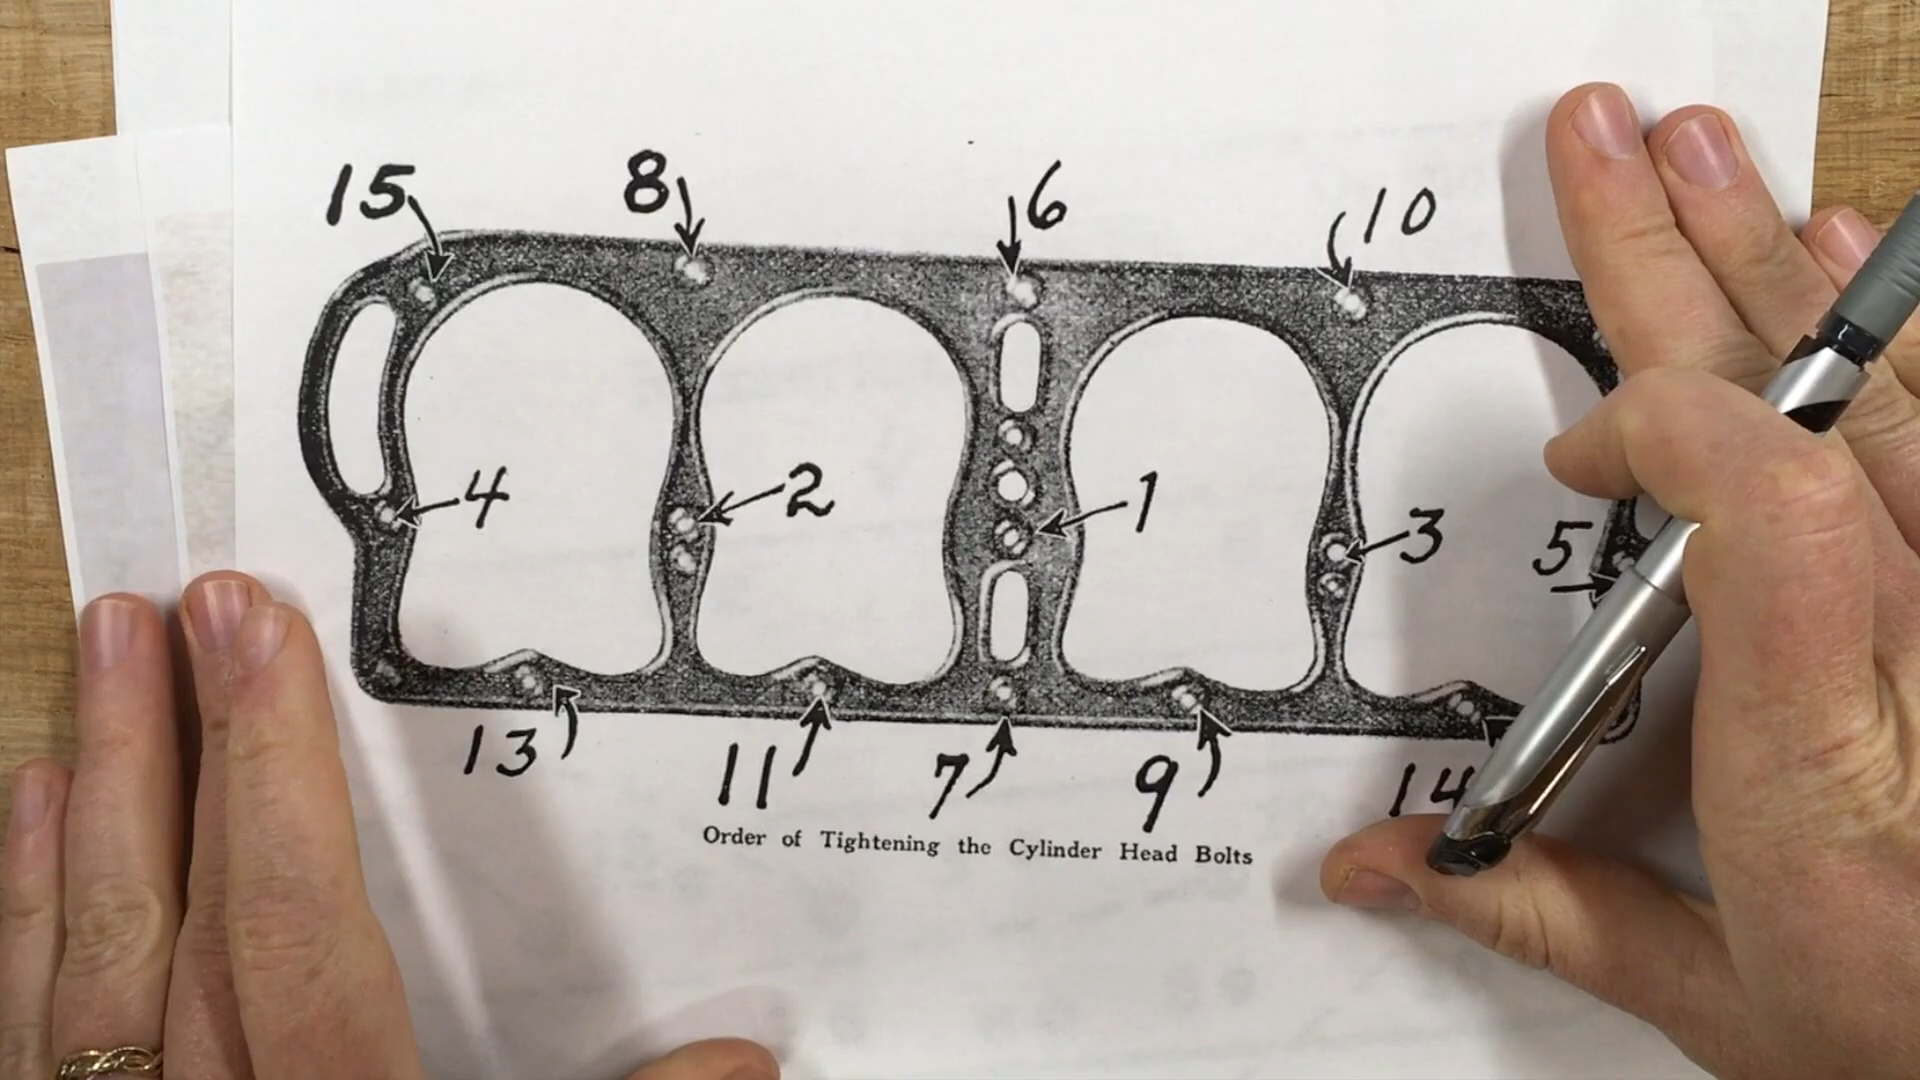 15 8 6 10
4 2 1 3 5
13 11 7 9 14
Order of Tightening the Cylinder Head Bolts